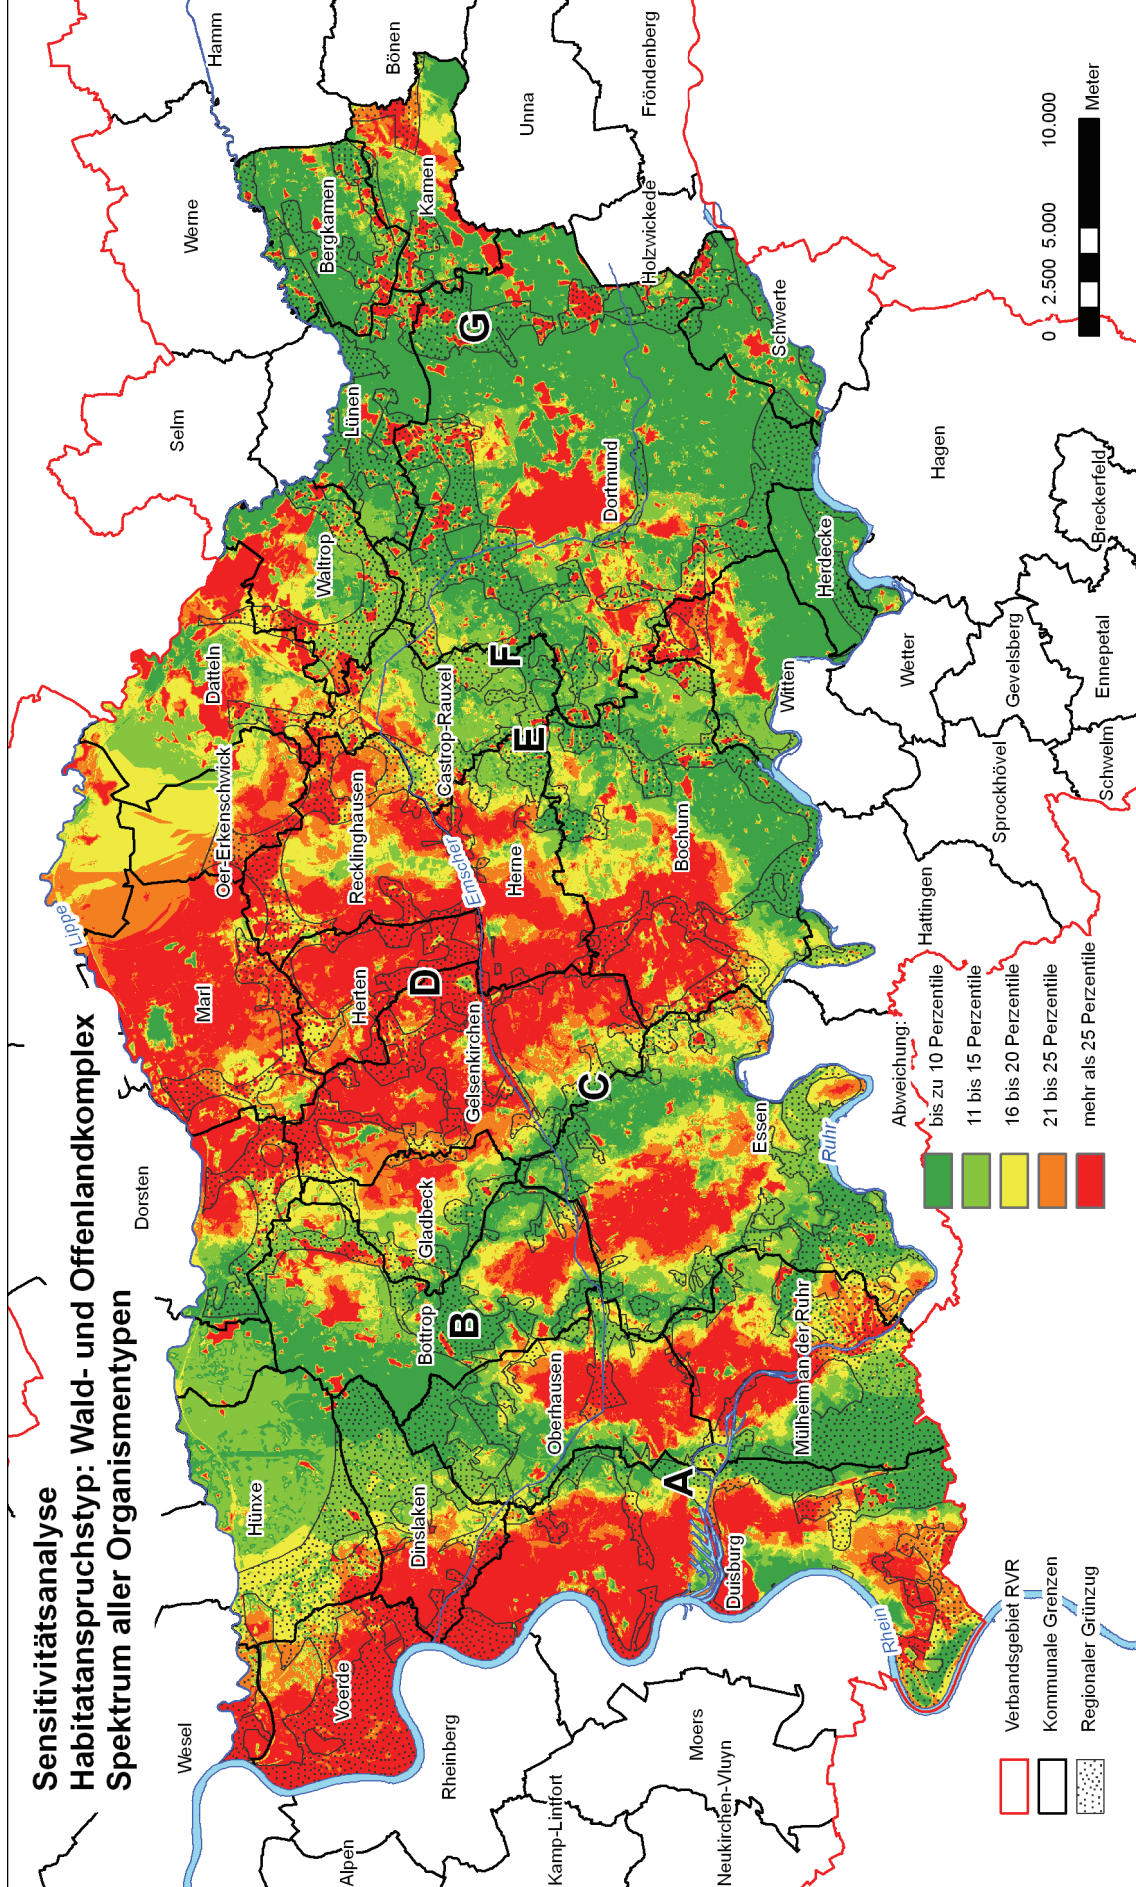 Sensitivitätsanalyse
Habitatanspruchstyp: Wald- und Offenlandkomplex
Spektrum aller Organismentypen
Wesel
Dorsten
Lippe
Selm
Werne
Hamm
Bönen
Voerde
Hünxe
Marl
Oer-Erkenschwick
Datteln
Waltrop
Lünen
Bergkamen
Kamen
Unna
Alpen
Rheinberg
Dinslaken
Bottrop
Gladbeck
Herten
Recklinghausen
Castrop-Rauxel
B
D
F
G
Gelsenkirchen
Emscher
Herne
E
Kamp-Lintfort
Oberhausen
C
Dortmund
Holzwickede
Fröndenberg
Moers
Neukirchen-Vluyn
A
Duisburg
Mülheim an der Ruhr
Essen
Bochum
Witten
Herdecke
Schwerte
Rhein
Ruhr
Hattingen
Wetter
Hagen
Sprockhövel
Gevelsberg
Schwelm
Ennepetal
Breckerfeld
Verbandsgebiet RVR
Kommunale Grenzen
Regionaler Grünzug
Abweichung:
bis zu 10 Perzentile
11 bis 15 Perzentile
16 bis 20 Perzentile
21 bis 25 Perzentile
mehr als 25 Perzentile
0 2.500 5.000 10.000
Meter